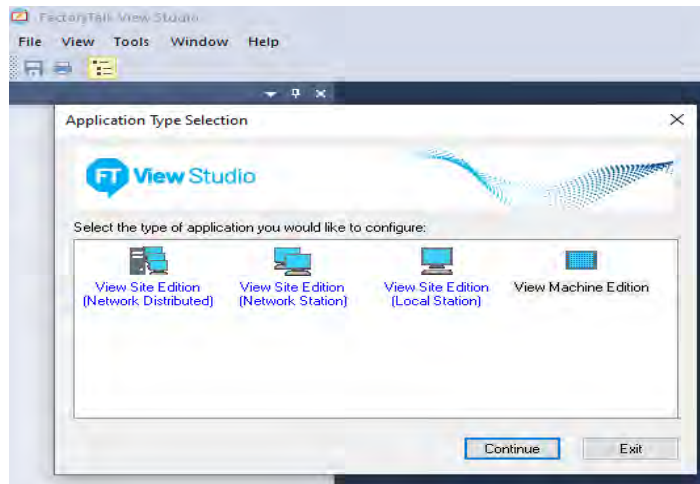 FactoryTalk View Studio
File View Tools Window Help
Application Type Selection
FT View Studio
Select the type of application you would like to configure:
View Site Edition
(Network Distributed)
View Site Edition
(Network Station)
View Site Edition
(Local Station)
View Machine Edition
Continue Exit